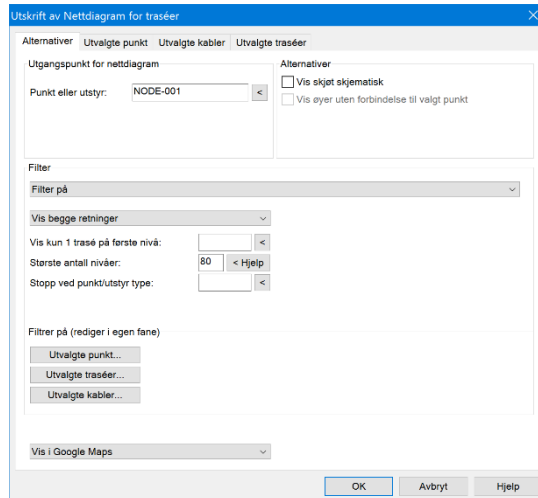 Utskrift av Nettdiagram for traséer
Alternativer Utvalgte punkt Utvalgte kabler Utvalgte traséer
Utgangspunkt for nettdiagram
Punkt eller utstyr: NODE-001 <
Alternativer
Vis skjøt skjematisk
Vis øyer uten forbindelse til valgt punkt
Filter
Filter på
Vis begge retninger
Vis kun 1 trasé på første nivå: <
Største antall nivåer: 80 < Hjelp
Stopp ved punkt/utstyr type: <
Filtrer på (rediger i egen fane)
Utvalgte punkt...
Utvalgte traséer...
Utvalgte kabler...
Vis i Google Maps
OK Avbryt Hjelp